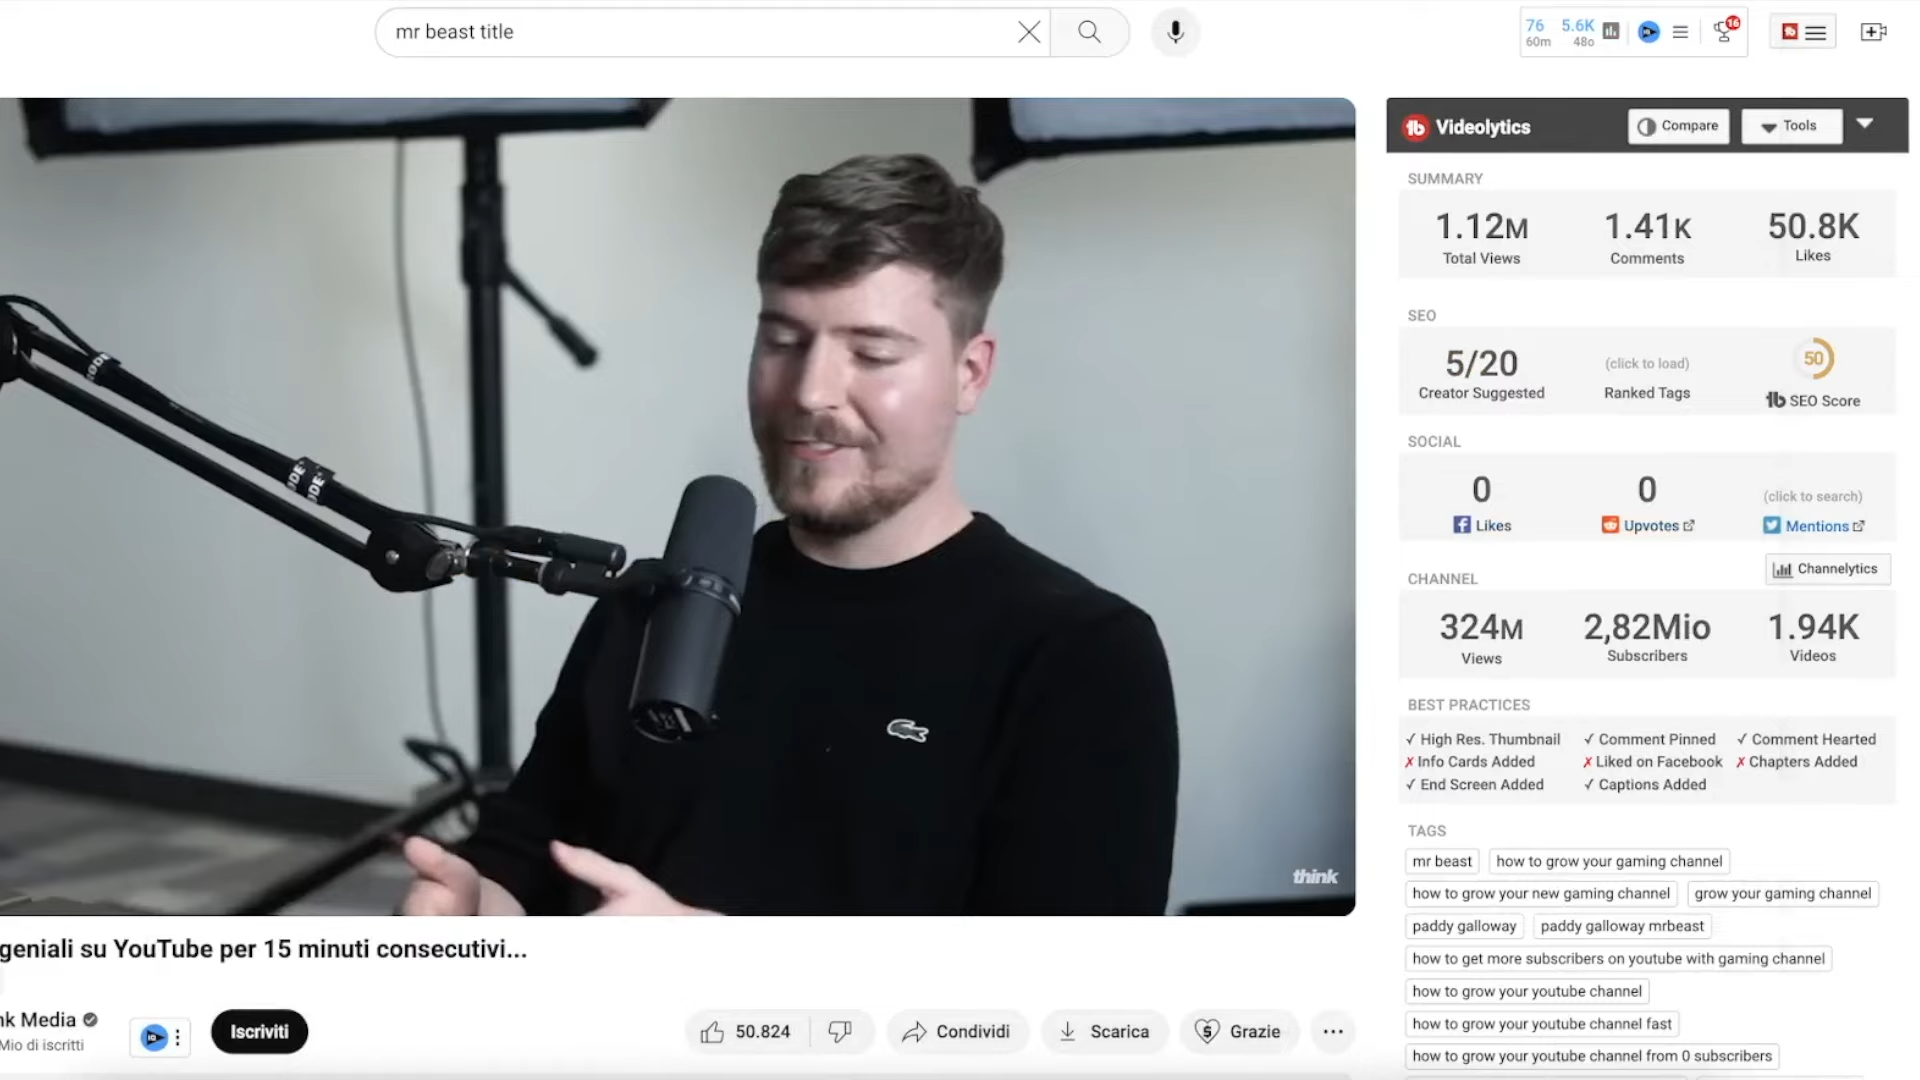 mr beast title
76
60m
5.6K
48o
16
Videolytics
Compare
Tools
SUMMARY
1.12M
Total Views
1.41K
Comments
50.8K
Likes
SEO
5/20
Creator Suggested
(click to load)
Ranked Tags
50
SEO Score
SOCIAL
0
Likes
0
Upvotes
(click to search)
Mentions
CHANNEL
Channelytics
324M
Views
2,82Mio
Subscribers
1.94K
Videos
BEST PRACTICES
✓ High Res. Thumbnail ✓ Comment Pinned ✓ Comment Hearted
✗ Info Cards Added ✗ Liked on Facebook ✗ Chapters Added
✓ End Screen Added ✓ Captions Added
TAGS
mr beast how to grow your gaming channel
how to grow your new gaming channel grow your gaming channel
paddy galloway paddy galloway mrbeast
how to get more subscribers on youtube with gaming channel
how to grow your youtube channel
how to grow your youtube channel fast
how to grow your youtube channel from 0 subscribers
think
geniali su YouTube per 15 minuti consecutivi...
nk Media
Mio di iscritti
Iscriviti
50.824
Condividi
Scarica
Grazie